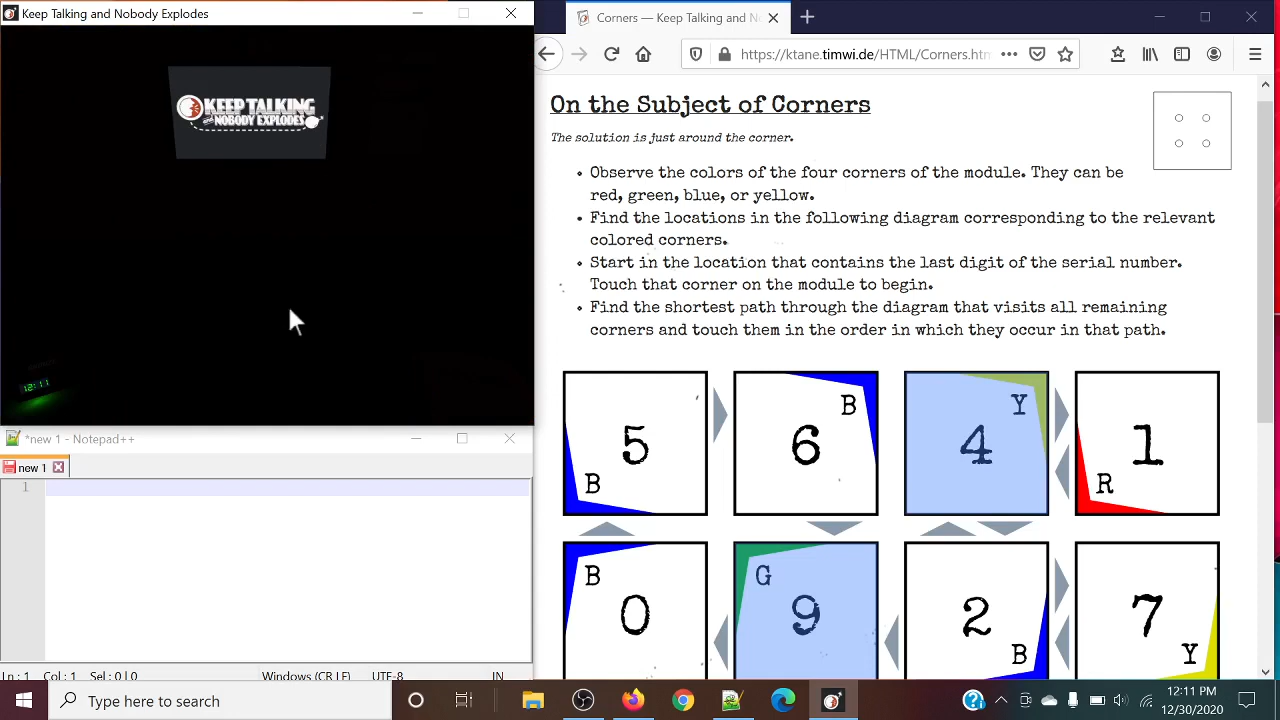 Keep Talking and Nobody Explodes
KEEP TALKING
and NOBODY EXPLODES
12:11
*new 1 - Notepad++
new 1
1
Ln : 1 Col : 1 Sel : 0 | 0 Windows (CR LF) UTF-8 IN
Corners — Keep Talking and No
https://ktane.timwi.de/HTML/Corners.htm
On the Subject of Corners
The solution is just around the corner.
• Observe the colors of the four corners of the module. They can be
red, green, blue, or yellow.
• Find the locations in the following diagram corresponding to the relevant
colored corners.
• Start in the location that contains the last digit of the serial number.
Touch that corner on the module to begin.
• Find the shortest path through the diagram that visits all remaining
corners and touch them in the order in which they occur in that path.
5 B
6 B
4 Y
1 R
0 B
9 G
2 B
7 Y
Type here to search
12:11 PM
12/30/2020